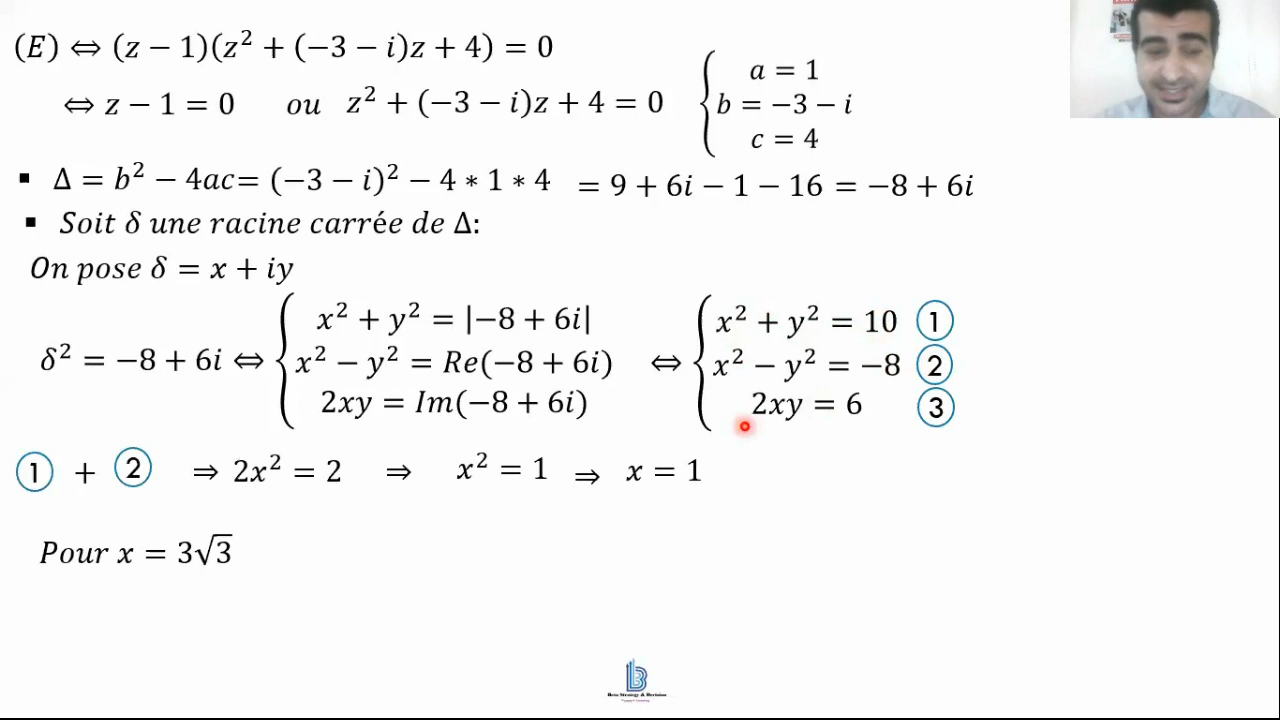 (E) ⇔ (z − 1)(z² + (−3 − i)z + 4) = 0
⇔ z − 1 = 0 ou z² + (−3 − i)z + 4 = 0
{ a = 1
b = −3 − i
c = 4
▪ Δ = b² − 4ac= (−3 − i)² − 4 ∗ 1 ∗ 4 = 9 + 6i − 1 − 16 = −8 + 6i
▪ Soit δ une racine carrée de Δ:
On pose δ = x + iy
δ² = −8 + 6i ⇔ { x² + y² = |−8 + 6i|
x² − y² = Re(−8 + 6i)
2xy = Im(−8 + 6i)
⇔ { x² + y² = 10 ①
x² − y² = −8 ②
2xy = 6 ③
① + ② ⇒ 2x² = 2 ⇒ x² = 1 ⇒ x = 1
Pour x = 3√3
Beta Strategy & Decision